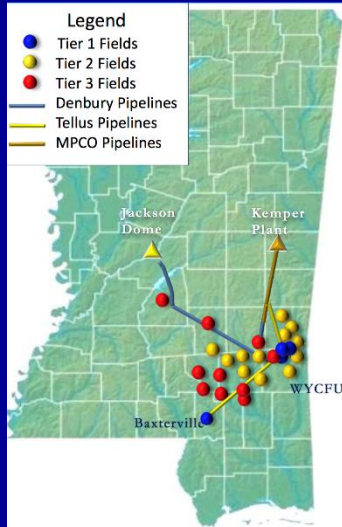 Legend
Tier 1 Fields
Tier 2 Fields
Tier 3 Fields
Denbury Pipelines
Tellus Pipelines
MPCO Pipelines
Jackson
Dome
Kemper
Plant
WYCFU
Baxterville